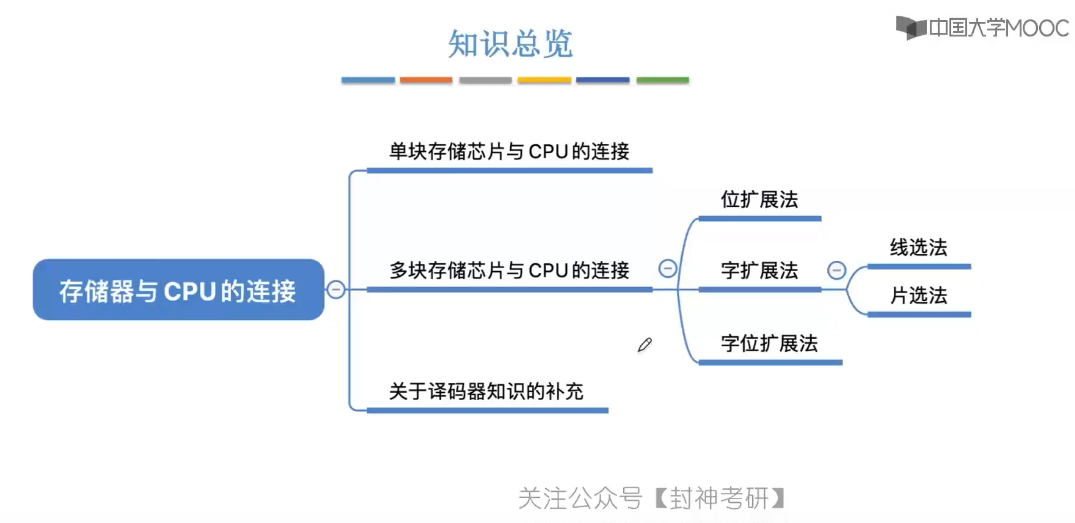 中国大学MOOC
知识总览
单块存储芯片与CPU的连接
位扩展法
线选法
多块存储芯片与CPU的连接
字扩展法
存储器与CPU的连接
片选法
字位扩展法
关于译码器知识的补充
关注公众号【封神考研】